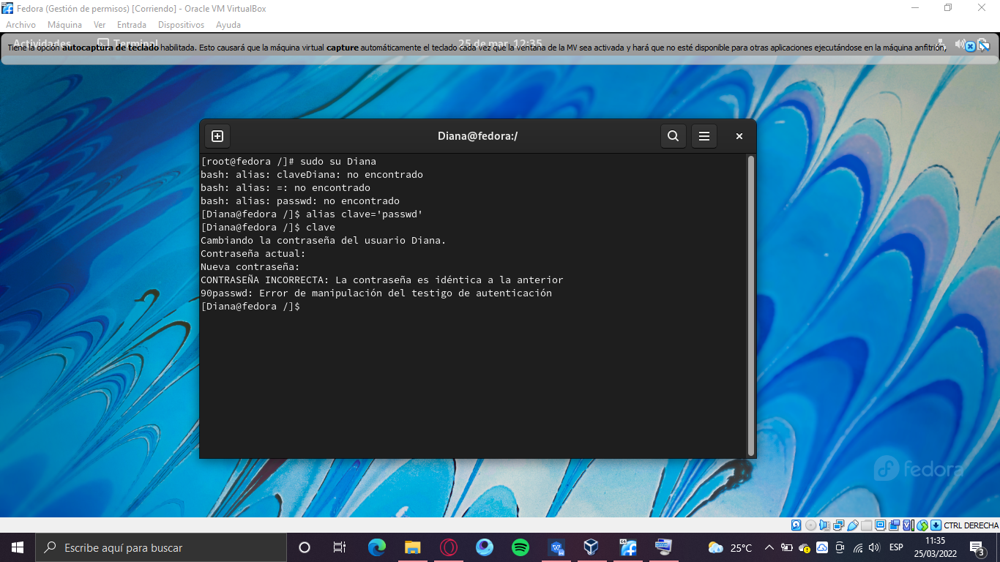 Fedora (Gestión de permisos) [Corriendo] - Oracle VM VirtualBox
Archivo Máquina Ver Entrada Dispositivos Ayuda
Actividades Terminal 25 de mar 12:35
Tiene la opción autocaptura de teclado habilitada. Esto causará que la máquina virtual capture automáticamente el teclado cada vez que la ventana de la MV sea activada y hará que no esté disponible para otras aplicaciones ejecutándose en la máquina anfitrión,
Diana@fedora:/
[root@fedora /]# sudo su Diana
bash: alias: claveDiana: no encontrado
bash: alias: =: no encontrado
bash: alias: passwd: no encontrado
[Diana@fedora /]$ alias clave='passwd'
[Diana@fedora /]$ clave
Cambiando la contraseña del usuario Diana.
Contraseña actual:
Nueva contraseña:
CONTRASEÑA INCORRECTA: La contraseña es idéntica a la anterior
90passwd: Error de manipulación del testigo de autenticación
[Diana@fedora /]$
fedora
CTRL DERECHA
Escribe aquí para buscar
25°C
ESP
11:35
25/03/2022
3